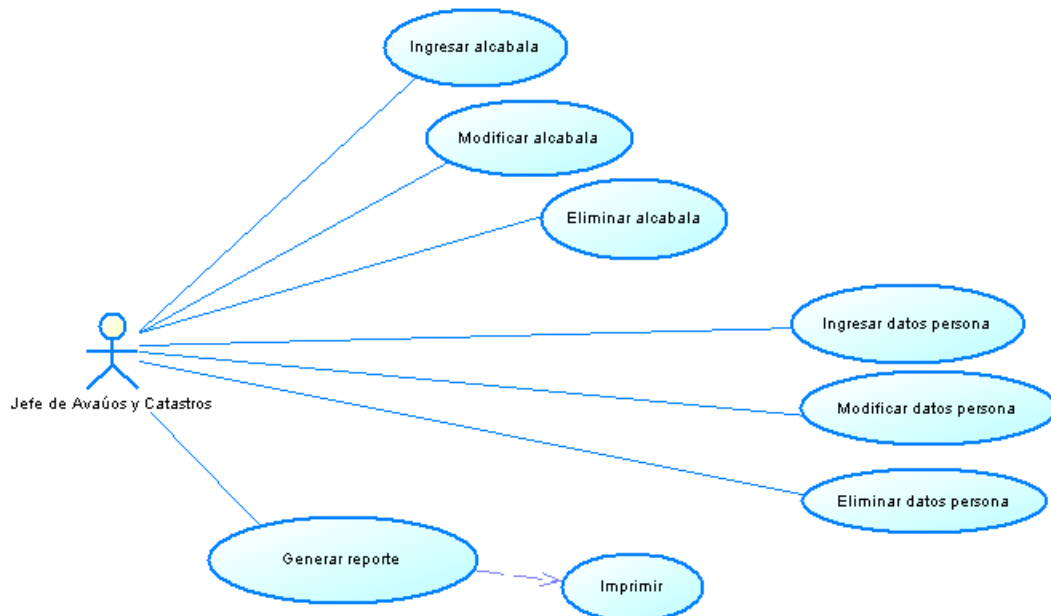 Ingresar alcabala
Modificar alcabala
Eliminar alcabala
Ingresar datos persona
Jefe de Avaúos y Catastros
Modificar datos persona
Eliminar datos persona
Generar reporte
Imprimir